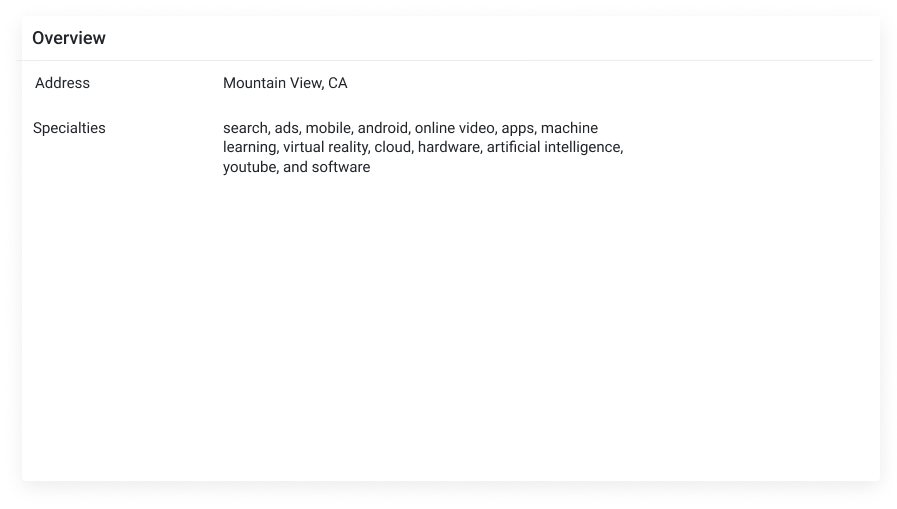 Overview
Address Mountain View, CA
Specialties search, ads, mobile, android, online video, apps, machine
learning, virtual reality, cloud, hardware, artificial intelligence,
youtube, and software